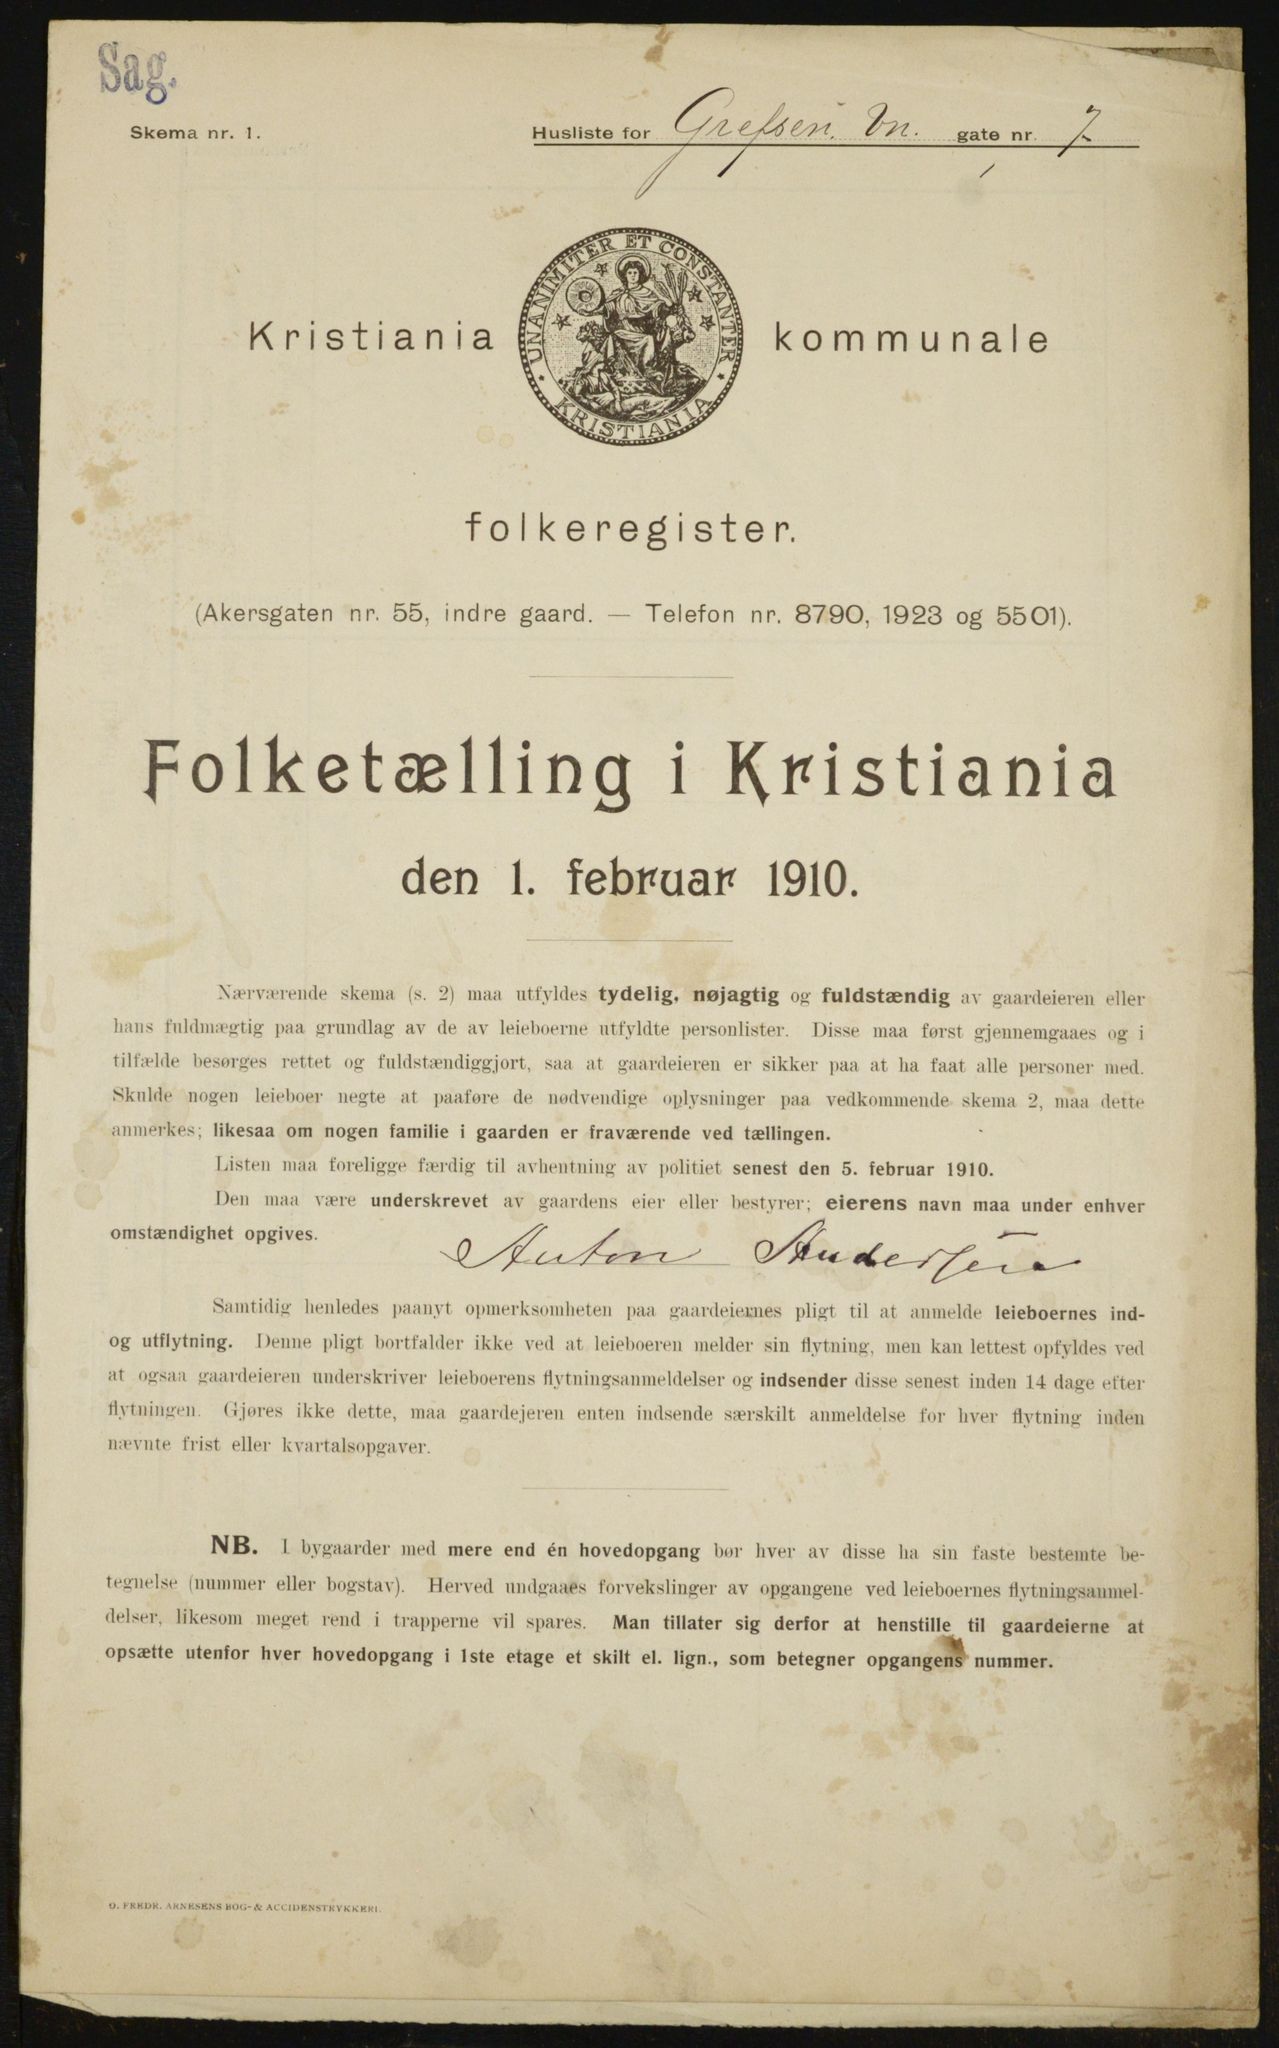 Sag.
Skema nr. 1.
Husliste for Grefsen. Vn. gate nr. 7
UNANIMITER ET CONSTANTER
KRISTIANIA
Kristiania kommunale
folkeregister.
(Akersgaten nr. 55, indre gaard. — Telefon nr. 8790, 1923 og 5501).
Folketælling i Kristiania
den 1. februar 1910.
Nærværende skema (s. 2) maa utfyldes tydelig, nøjagtig og fuldstændig av gaardeieren eller
hans fuldmægtig paa grundlag av de av leieboerne utfyldte personlister. Disse maa først gjennemgaaes og i
tilfælde besørges rettet og fuldstændiggjort, saa at gaardeieren er sikker paa at ha faat alle personer med.
Skulde nogen leieboer negte at paaføre de nødvendige oplysninger paa vedkommende skema 2, maa dette
anmerkes; likesaa om nogen familie i gaarden er fraværende ved tællingen.
Listen maa foreligge færdig til avhentning av politiet senest den 5. februar 1910.
Den maa være underskrevet av gaardens eier eller bestyrer; eierens navn maa under enhver
omstændighet opgives.
Anton Andersen
Samtidig henledes paanyt opmerksomheten paa gaardeiernes pligt til at anmelde leieboernes ind-
og utflytning. Denne pligt bortfalder ikke ved at leieboeren melder sin flytning, men kan lettest opfyldes ved
at ogsaa gaardeieren underskriver leieboerens flytningsanmeldelser og indsender disse senest inden 14 dage efter
flytningen. Gjøres ikke dette, maa gaardejeren enten indsende særskilt anmeldelse for hver flytning inden
nævnte frist eller kvartalsopgaver.
NB. I bygaarder med mere end én hovedopgang bør hver av disse ha sin faste bestemte be-
tegnelse (nummer eller bogstav). Herved undgaaes forvekslinger av opgangene ved leieboernes flytningsanmel-
delser, likesom meget rend i trapperne vil spares. Man tillater sig derfor at henstille til gaardeierne at
opsætte utenfor hver hovedopgang i 1ste etage et skilt el. lign., som betegner opgangens nummer.
O. FREDR. ARNESENS BOG- & ACCIDENSTRYKKERI.